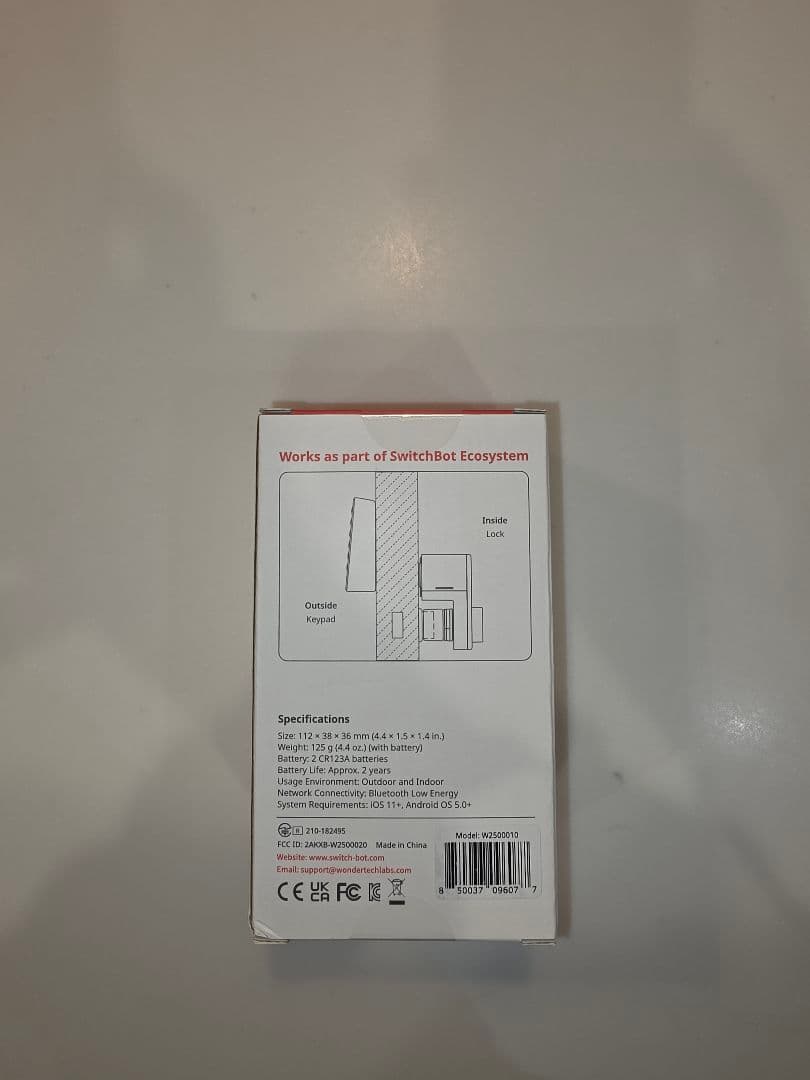 Works as part of SwitchBot Ecosystem
Inside
Lock
Outside
Keypad
Specifications
Size: 112 × 38 × 36 mm (4.4 × 1.5 × 1.4 in.)
Weight: 125 g (4.4 oz.) (with battery)
Battery: 2 CR123A batteries
Battery Life: Approx. 2 years
Usage Environment: Outdoor and Indoor
Network Connectivity: Bluetooth Low Energy
System Requirements: iOS 11+, Android OS 5.0+
R 210-182495
FCC ID: 2AKXB-W2500020 Made in China
Website: www.switch-bot.com
Email: support@wondertechlabs.com
CE UK CA FC
Model: W2500010
8 50037 09607 7